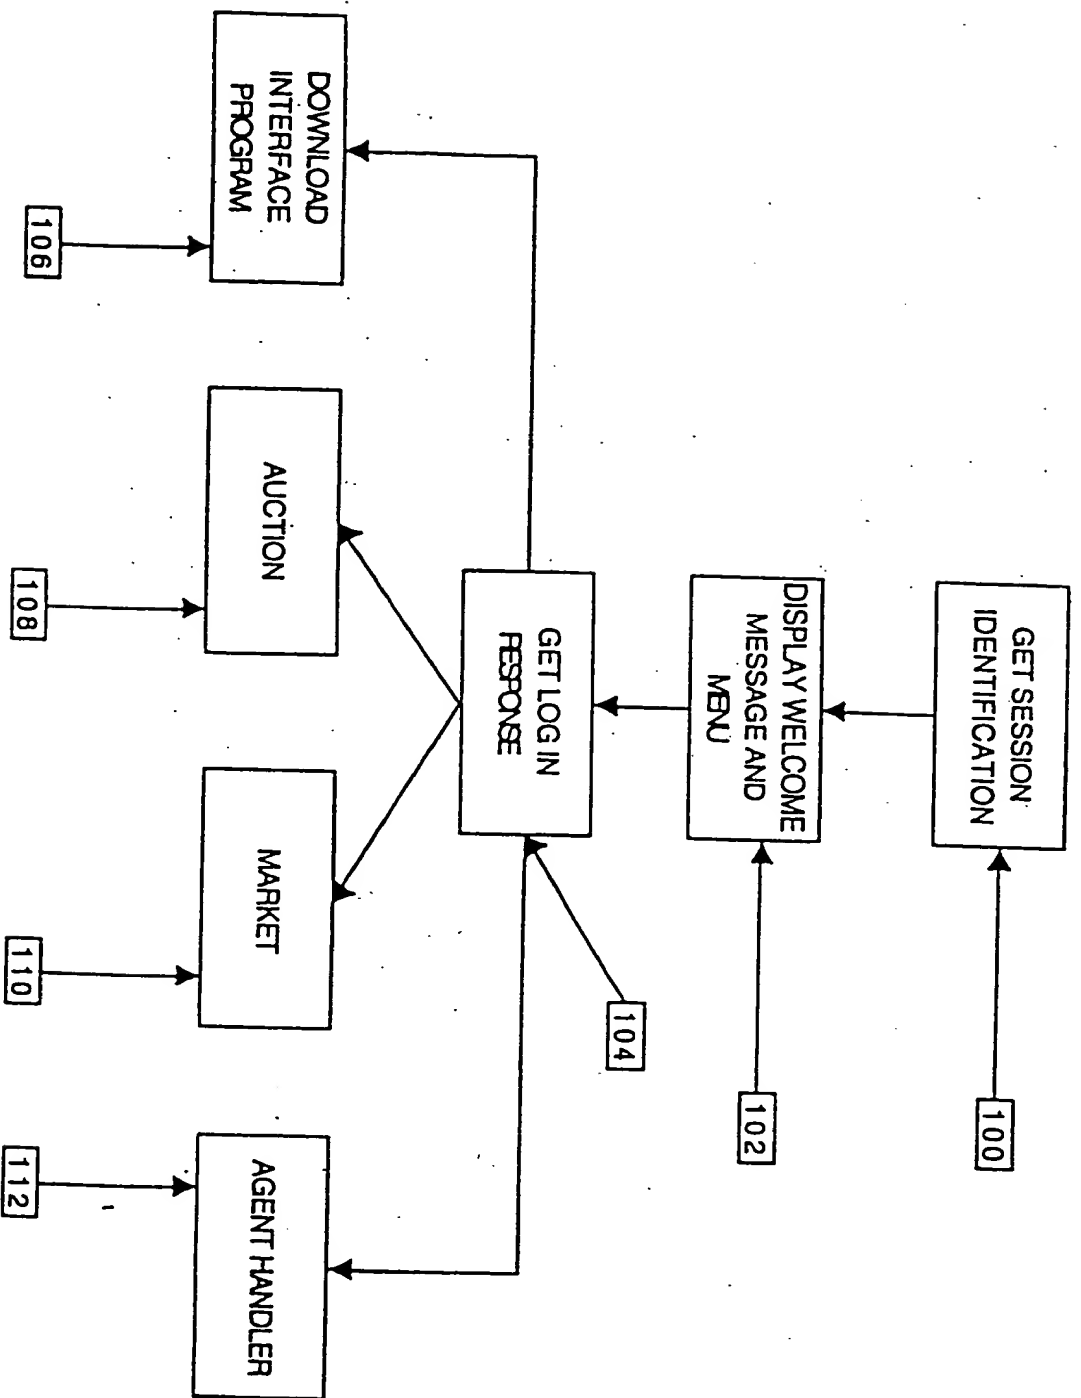 GET SESSION
IDENTIFICATION
100
DISPLAY WELCOME
MESSAGE AND
MENU
102
GET LOG IN
RESPONSE
104
DOWNLOAD
INTERFACE
PROGRAM
106
AUCTION
108
MARKET
110
AGENT HANDLER
112